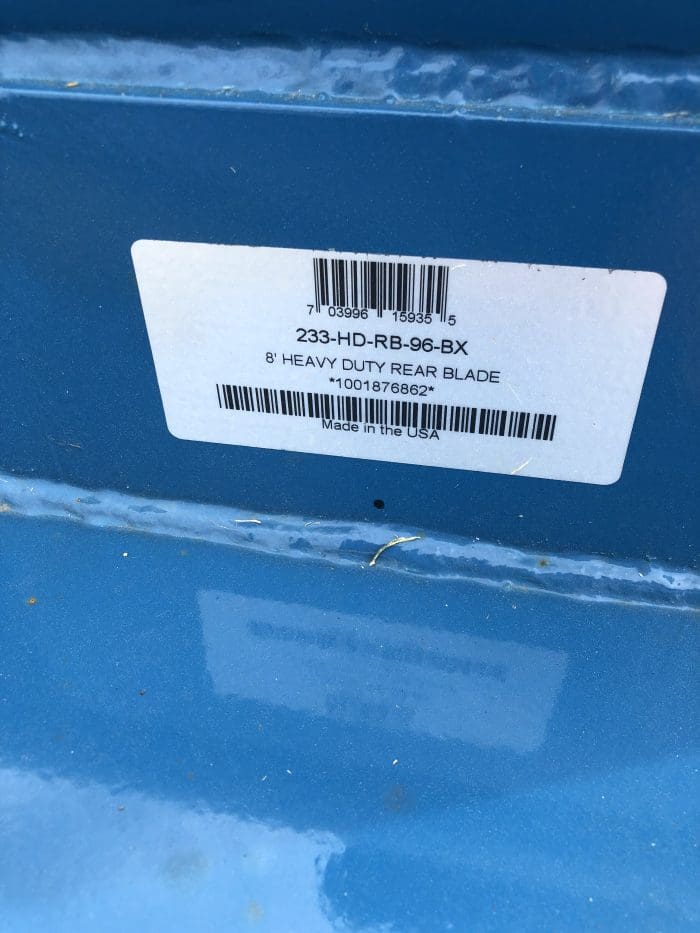 7 03996 15935 5
233-HD-RB-96-BX
8' HEAVY DUTY REAR BLADE
*1001876862*
Made in the USA